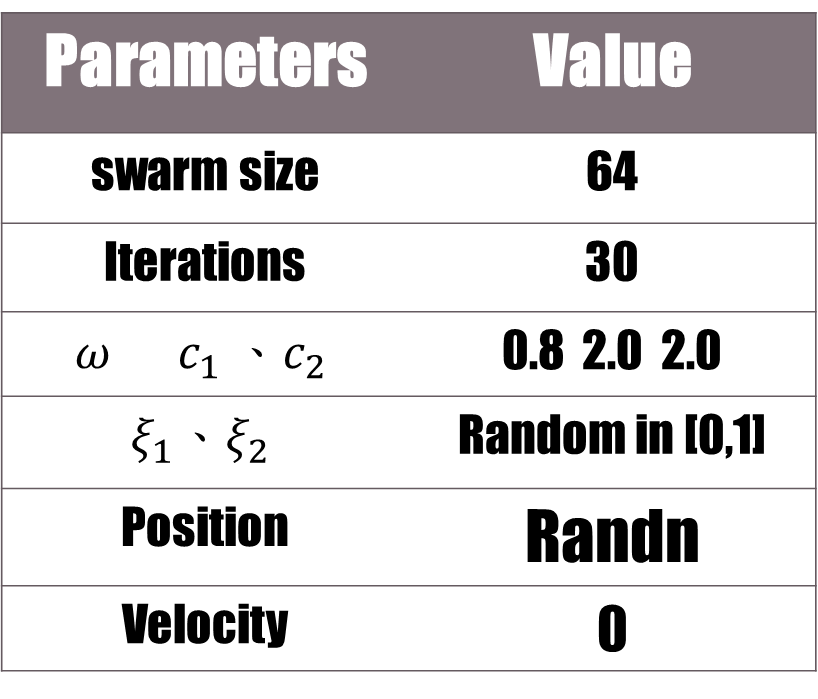 Parameters Value
swarm size 64
Iterations 30
ω c₁、c₂ 0.8 2.0 2.0
ξ₁、ξ₂ Random in [0,1]
Position Randn
Velocity 0